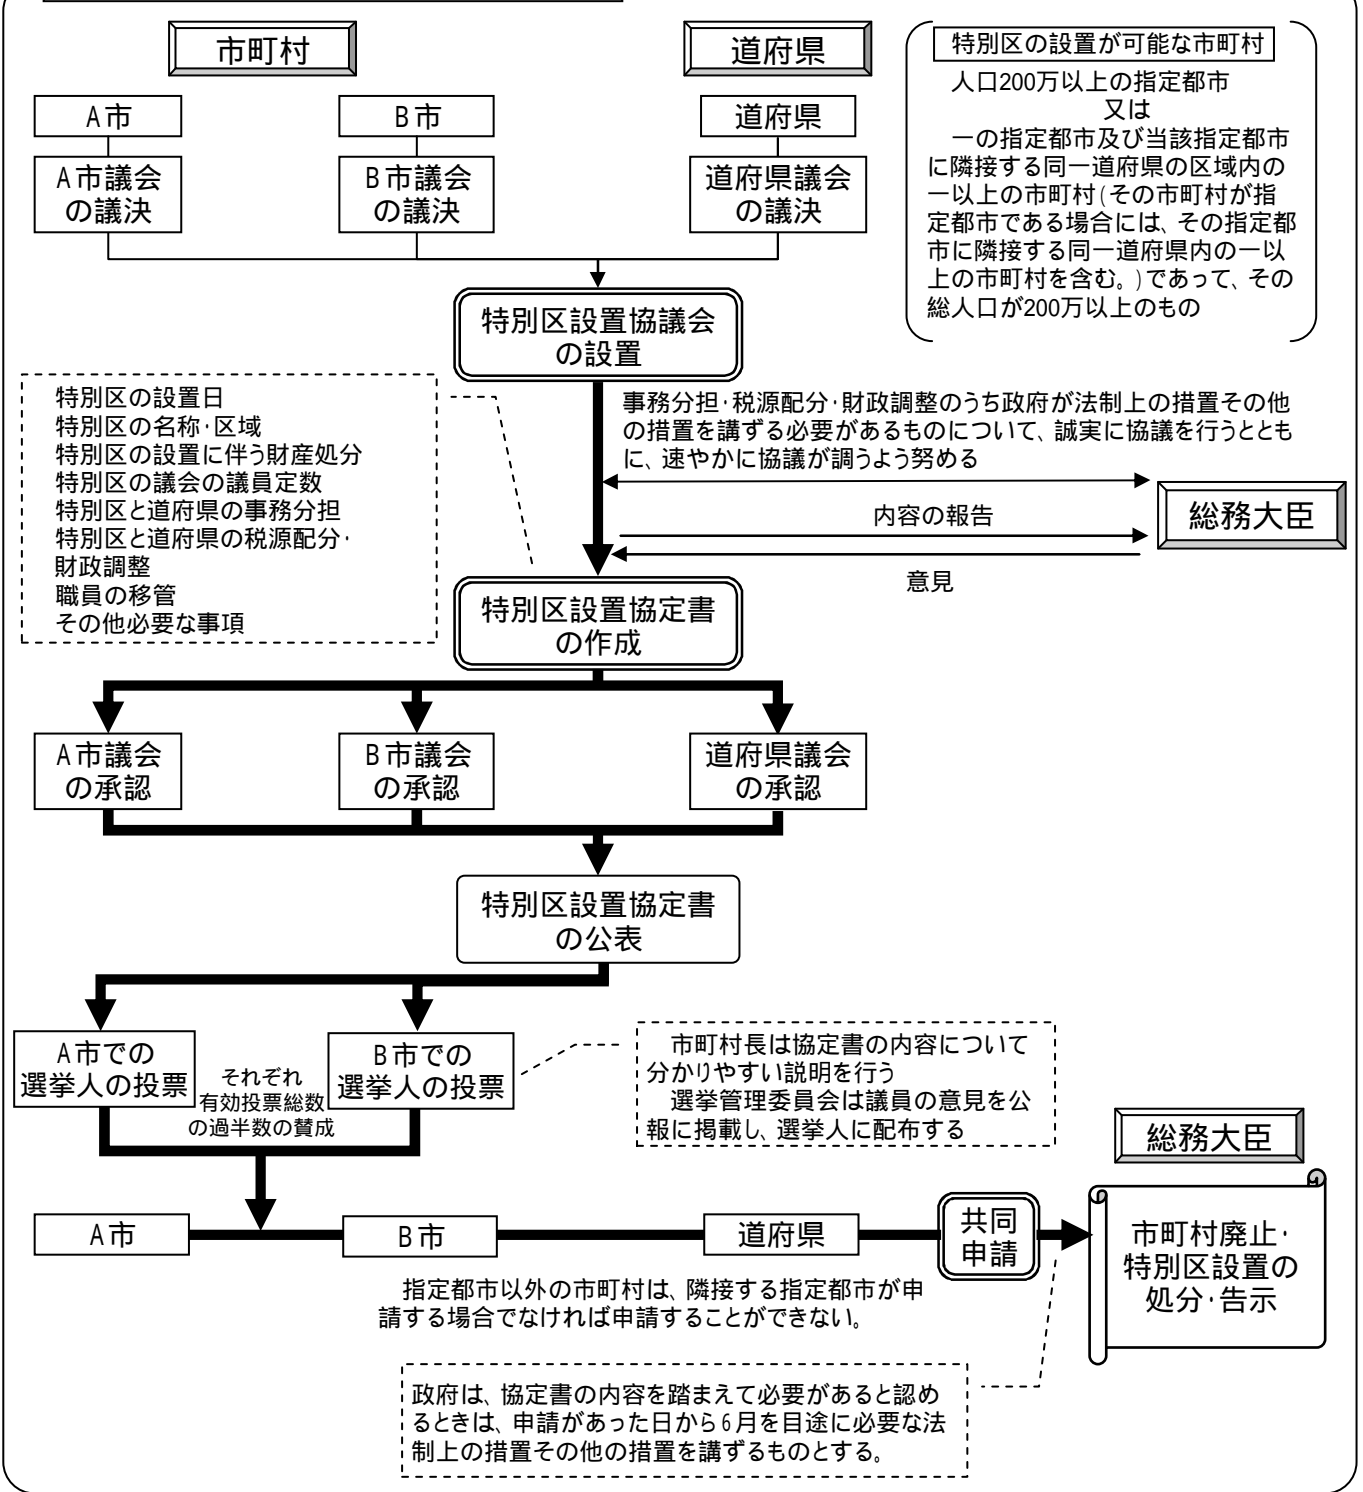 市町村
道府県
特別区の設置が可能な市町村
人口200万以上の指定都市
又は
一の指定都市及び当該指定都市
に隣接する同一道府県の区域内の
一以上の市町村(その市町村が指
定都市である場合には、その指定都
市に隣接する同一道府県内の一以
上の市町村を含む。)であって、その
総人口が200万以上のもの
A市
B市
道府県
A市議会
の議決
B市議会
の議決
道府県議会
の議決
特別区設置協議会
の設置
特別区の設置日
特別区の名称・区域
特別区の設置に伴う財産処分
特別区の議会の議員定数
特別区と道府県の事務分担
特別区と道府県の税源配分・
財政調整
職員の移管
その他必要な事項
事務分担・税源配分・財政調整のうち政府が法制上の措置その他
の措置を講ずる必要があるものについて、誠実に協議を行うととも
に、速やかに協議が調うよう努める
総務大臣
内容の報告
意見
特別区設置協定書
の作成
A市議会
の承認
B市議会
の承認
道府県議会
の承認
特別区設置協定書
の公表
A市での
選挙人の投票
それぞれ
有効投票総数
の過半数の賛成
B市での
選挙人の投票
市町村長は協定書の内容について
分かりやすい説明を行う
選挙管理委員会は議員の意見を公
報に掲載し、選挙人に配布する
総務大臣
A市
B市
道府県
共同
申請
市町村廃止・
特別区設置の
処分・告示
指定都市以外の市町村は、隣接する指定都市が申
請する場合でなければ申請することができない。
政府は、協定書の内容を踏まえて必要があると認め
るときは、申請があった日から6月を目途に必要な法
制上の措置その他の措置を講ずるものとする。